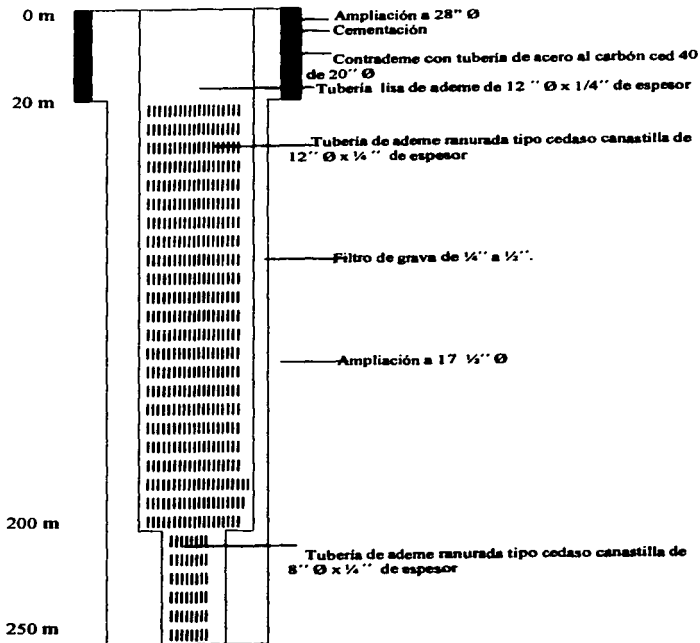 0 m
Ampliación a 28” Ø
Cementación
Contrademe con tubería de acero al carbón ced 40
de 20’’ Ø
20 m
Tubería lisa de ademe de 12 ’’ Ø x 1/4” de espesor
Tubería de ademe ranurada tipo cedaso canastilla de
12’’ Ø x ¼ ’’ de espesor
Filtro de grava de ¼’’ a ½’’.
Ampliación a 17 ½’’ Ø
200 m
Tubería de ademe ranurada tipo cedaso canastilla de
8’’ Ø x ¼ ’’ de espesor
250 m